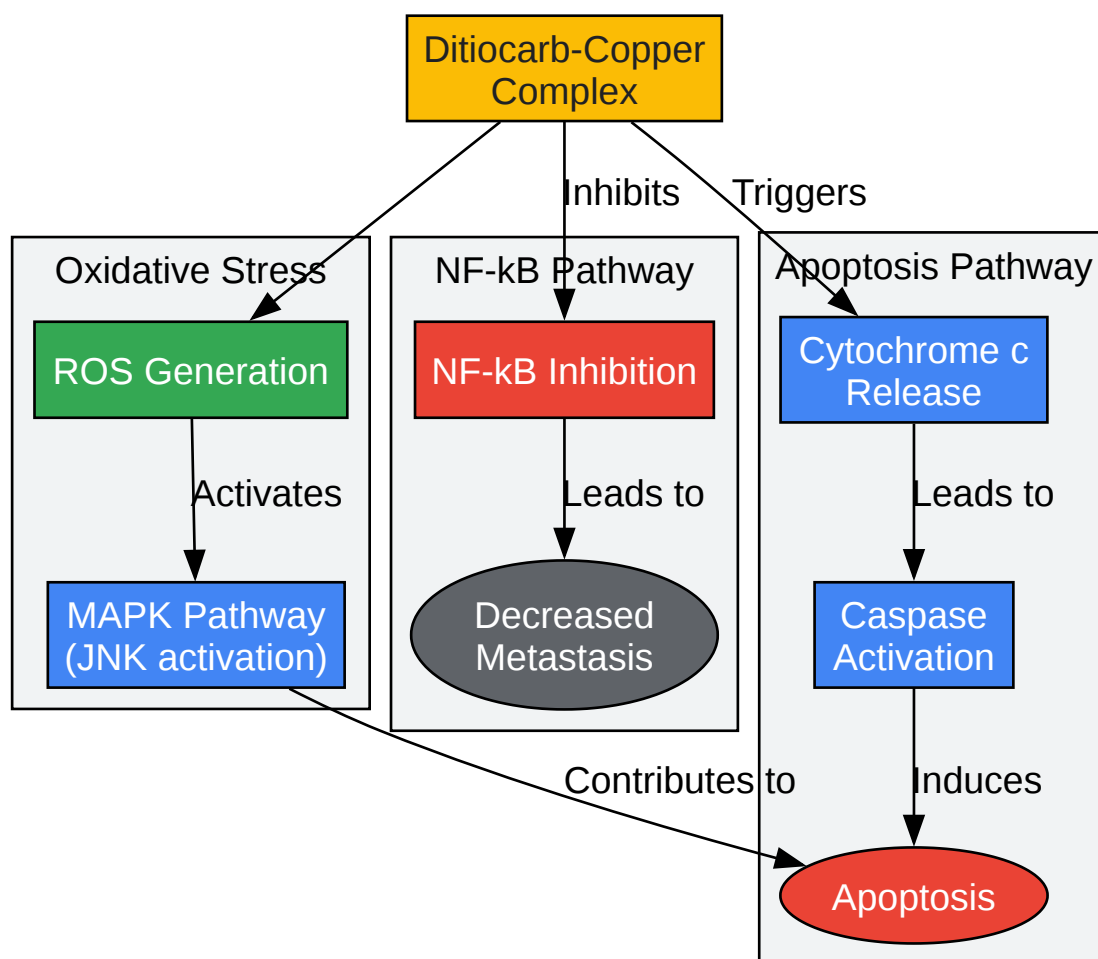 Ditiocarb-Copper
Complex
Inhibits
Triggers
Oxidative Stress
NF-kB Pathway
Apoptosis Pathway
ROS Generation
NF-kB Inhibition
Cytochrome c
Release
Activates
Leads to
Leads to
MAPK Pathway
(JNK activation)
Decreased
Metastasis
Caspase
Activation
Contributes to
Induces
Apoptosis